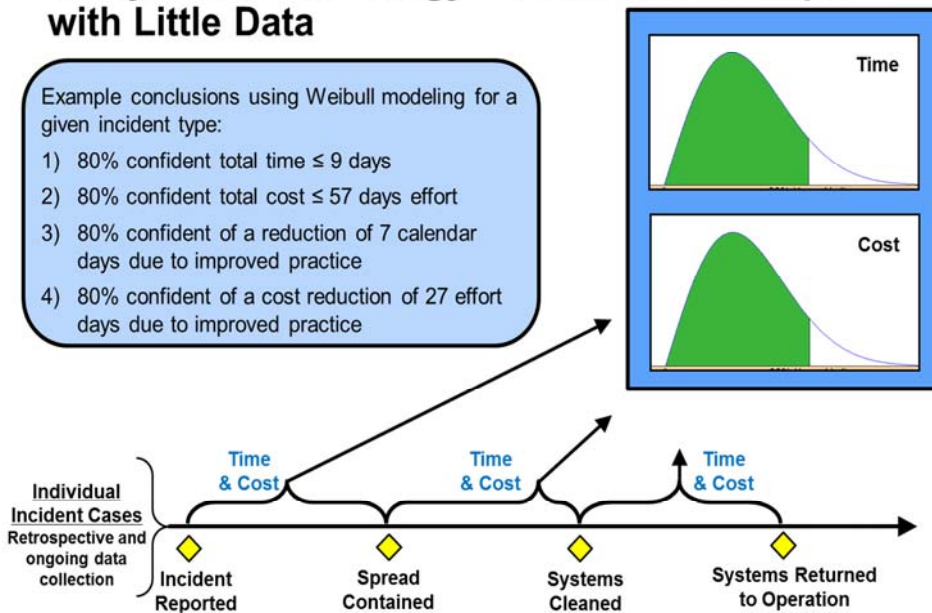 with Little Data
Example conclusions using Weibull modeling for a
given incident type:
1) 80% confident total time ≤ 9 days
2) 80% confident total cost ≤ 57 days effort
3) 80% confident of a reduction of 7 calendar
days due to improved practice
4) 80% confident of a cost reduction of 27 effort
days due to improved practice
Time
Cost
Time
& Cost
Time
& Cost
Time
& Cost
Individual
Incident Cases
Retrospective and
ongoing data
collection
Incident
Reported
Spread
Contained
Systems
Cleaned
Systems Returned
to Operation